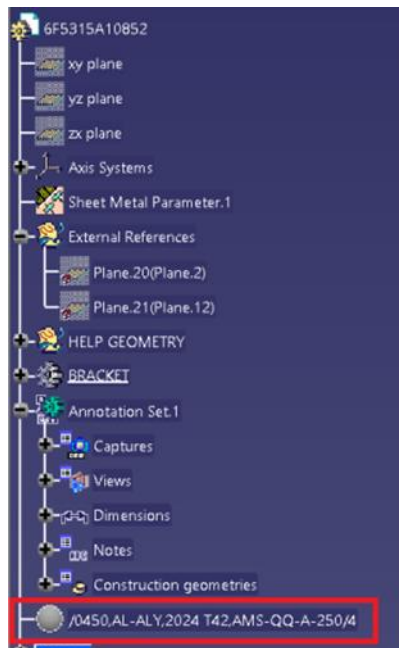 6F5315A10852
xy plane
yz plane
zx plane
Axis Systems
Sheet Metal Parameter.1
External References
Plane.20(Plane.2)
Plane.21(Plane.12)
HELP GEOMETRY
BRACKET
Annotation Set.1
Captures
Views
Dimensions
Notes
Construction geometries
/0450,AL-ALY,2024 T42,AMS-QQ-A-250/4